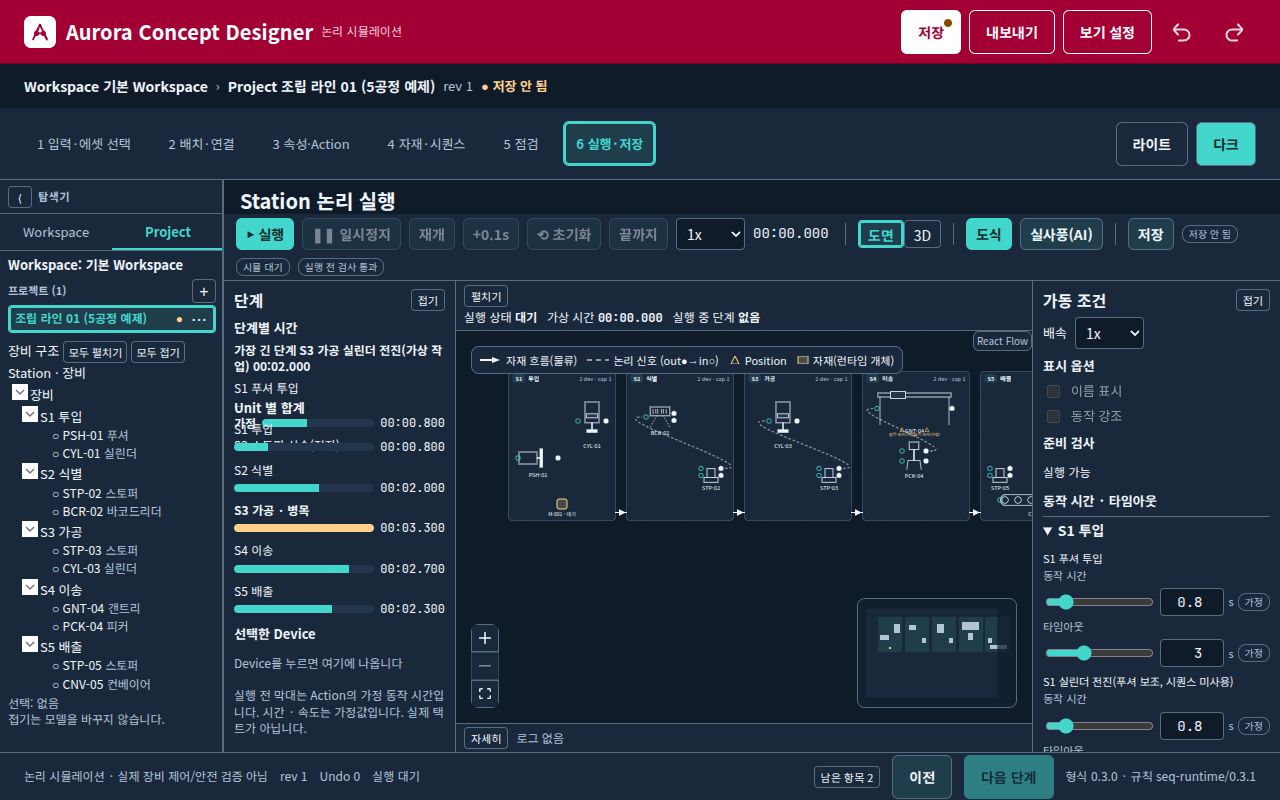 Aurora Concept Designer 논리 시뮬레이션 저장 내보내기 보기 설정
Workspace 기본 Workspace › Project 조립 라인 01 (5공정 예제) rev 1 ● 저장 안 됨
1 입력·에셋 선택 2 배치·연결 3 속성·Action 4 자재·시퀀스 5 점검 6 실행·저장 라이트 다크
⟨ 탐색기
Workspace Project
Workspace: 기본 Workspace
프로젝트 (1) +
조립 라인 01 (5공정 예제) ● ...
장비 구조 모두 펼치기 모두 접기
Station · 장비
장비
S1 투입
○ PSH-01 푸셔
○ CYL-01 실린더
S2 식별
○ STP-02 스토퍼
○ BCR-02 바코드리더
S3 가공
○ STP-03 스토퍼
○ CYL-03 실린더
S4 이송
○ GNT-04 갠트리
○ PCK-04 피커
S5 배출
○ STP-05 스토퍼
○ CNV-05 컨베이어
선택: 없음
접기는 모델을 바꾸지 않습니다.
Station 논리 실행
▶ 실행 ❚❚ 일시정지 재개 +0.1s ⟲ 초기화 끝까지 1x 00:00.000 도면 3D 도식 실사풍(AI) 저장 저장 안 됨
시뮬 대기 실행 전 검사 통과
단계 접기
단계별 시간
가장 긴 단계 S3 가공 실린더 전진(가상 작
업) 00:02.000
S1 푸셔 투입
Unit 별 합계
가정 00:00.800
S1 투입
00:00.800
S2 식별
00:02.000
S3 가공 · 병목
00:03.300
S4 이송
00:02.700
S5 배출
00:02.300
선택한 Device
Device를 누르면 여기에 나옵니다
실행 전 막대는 Action의 가정 동작 시간입
니다. 시간 · 속도는 가정값입니다. 실제 택
트가 아닙니다.
펼치기
실행 상태 대기 가상 시간 00:00.000 실행 중 단계 없음
React Flow
자재 흐름(물류) 논리 신호 (out●→in○) Position 자재(런타임 개체)
S1 투입 2 dev · cap 1
CYL-01
PSH-01
M-001 · 대기
S2 식별 2 dev · cap 1
BCR-02
STP-02
S3 가공 2 dev · cap 1
CYL-03
STP-03
S4 이송 2 dev · cap 1
GNT-04
PCK-04
S5 배출
STP-05
자세히 로그 없음
가동 조건 접기
배속 1x
표시 옵션
이름 표시
동작 강조
준비 검사
실행 가능
동작 시간 · 타임아웃
▼ S1 투입
S1 푸셔 투입
동작 시간
0.8 s 가정
타임아웃
3 s 가정
S1 실린더 전진(푸셔 보조, 시퀀스 미사용)
동작 시간
0.8 s 가정
타임아웃
논리 시뮬레이션 · 실제 장비 제어/안전 검증 아님 rev 1 Undo 0 실행 대기 남은 항목 2 이전 다음 단계 형식 0.3.0 · 규칙 seq-runtime/0.3.1